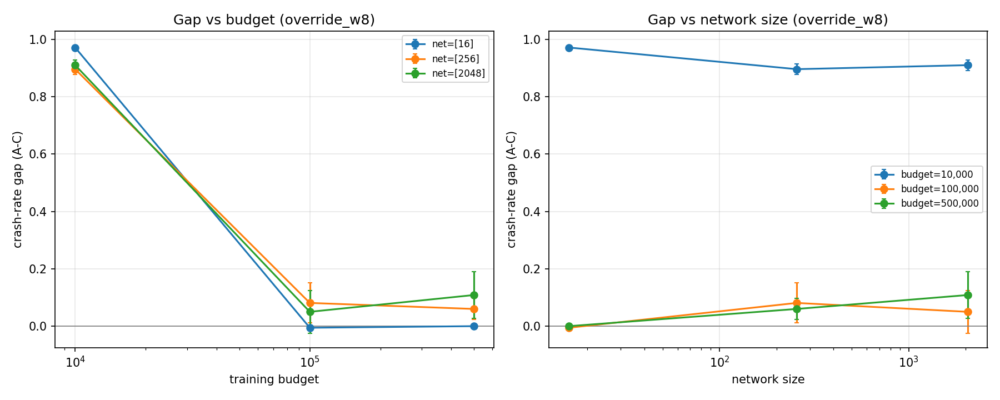 Gap vs budget (override_w8)
crash-rate gap (A-C)
1.0
0.8
0.6
0.4
0.2
0.0
net=[16]
net=[256]
net=[2048]
10⁴
10⁵
training budget
Gap vs network size (override_w8)
crash-rate gap (A-C)
1.0
0.8
0.6
0.4
0.2
0.0
budget=10,000
budget=100,000
budget=500,000
10²
10³
network size